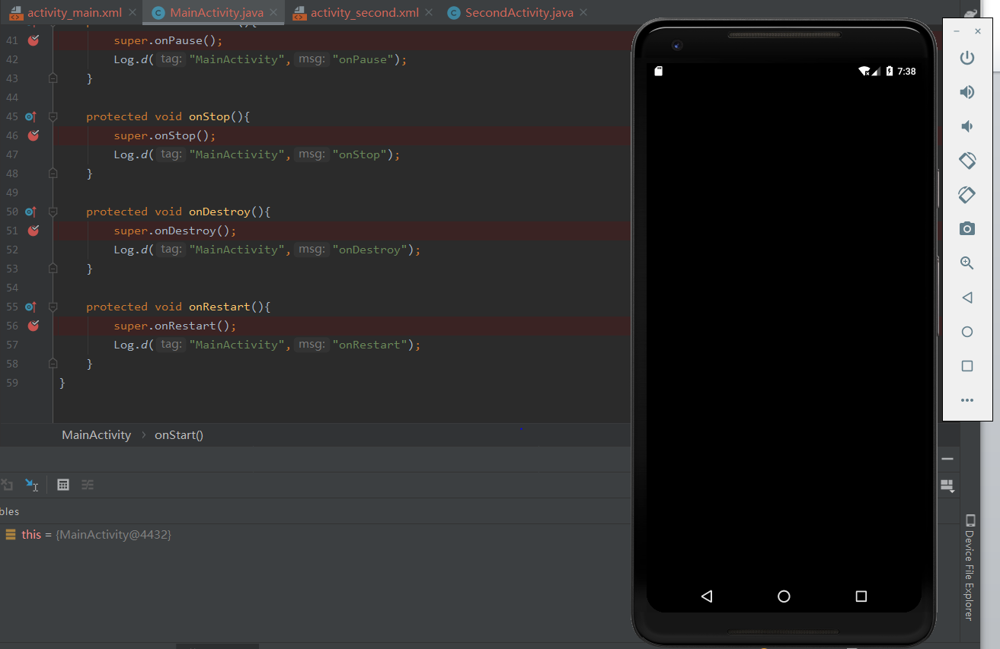 activity_main.xml MainActivity.java activity_second.xml SecondActivity.java
41 super.onPause();
42 Log.d( tag: "MainActivity", msg: "onPause");
43 }
44
45 protected void onStop(){
46 super.onStop();
47 Log.d( tag: "MainActivity", msg: "onStop");
48 }
49
50 protected void onDestroy(){
51 super.onDestroy();
52 Log.d( tag: "MainActivity", msg: "onDestroy");
53 }
54
55 protected void onRestart(){
56 super.onRestart();
57 Log.d( tag: "MainActivity", msg: "onRestart");
58 }
59 }
MainActivity › onStart()
bles
this = {MainActivity@4432}
7:38
Device File Explorer